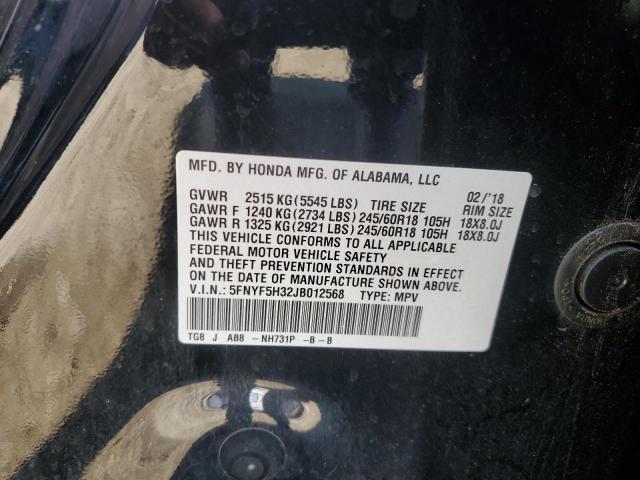 MFD. BY HONDA MFG. OF ALABAMA, LLC
GVWR 2515 KG (5545 LBS) TIRE SIZE 02/'18 RIM SIZE
GAWR F 1240 KG (2734 LBS) 245/60R18 105H 18X8.0J
GAWR R 1325 KG (2921 LBS) 245/60R18 105H 18X8.0J
THIS VEHICLE CONFORMS TO ALL APPLICABLE
FEDERAL MOTOR VEHICLE SAFETY
AND THEFT PREVENTION STANDARDS IN EFFECT
ON THE DATE OF MANUFACTURE SHOWN ABOVE.
V.I.N.: 5FNYF5H32JB012568 TYPE: MPV
TG8 J AB8 -NH731P -B-B